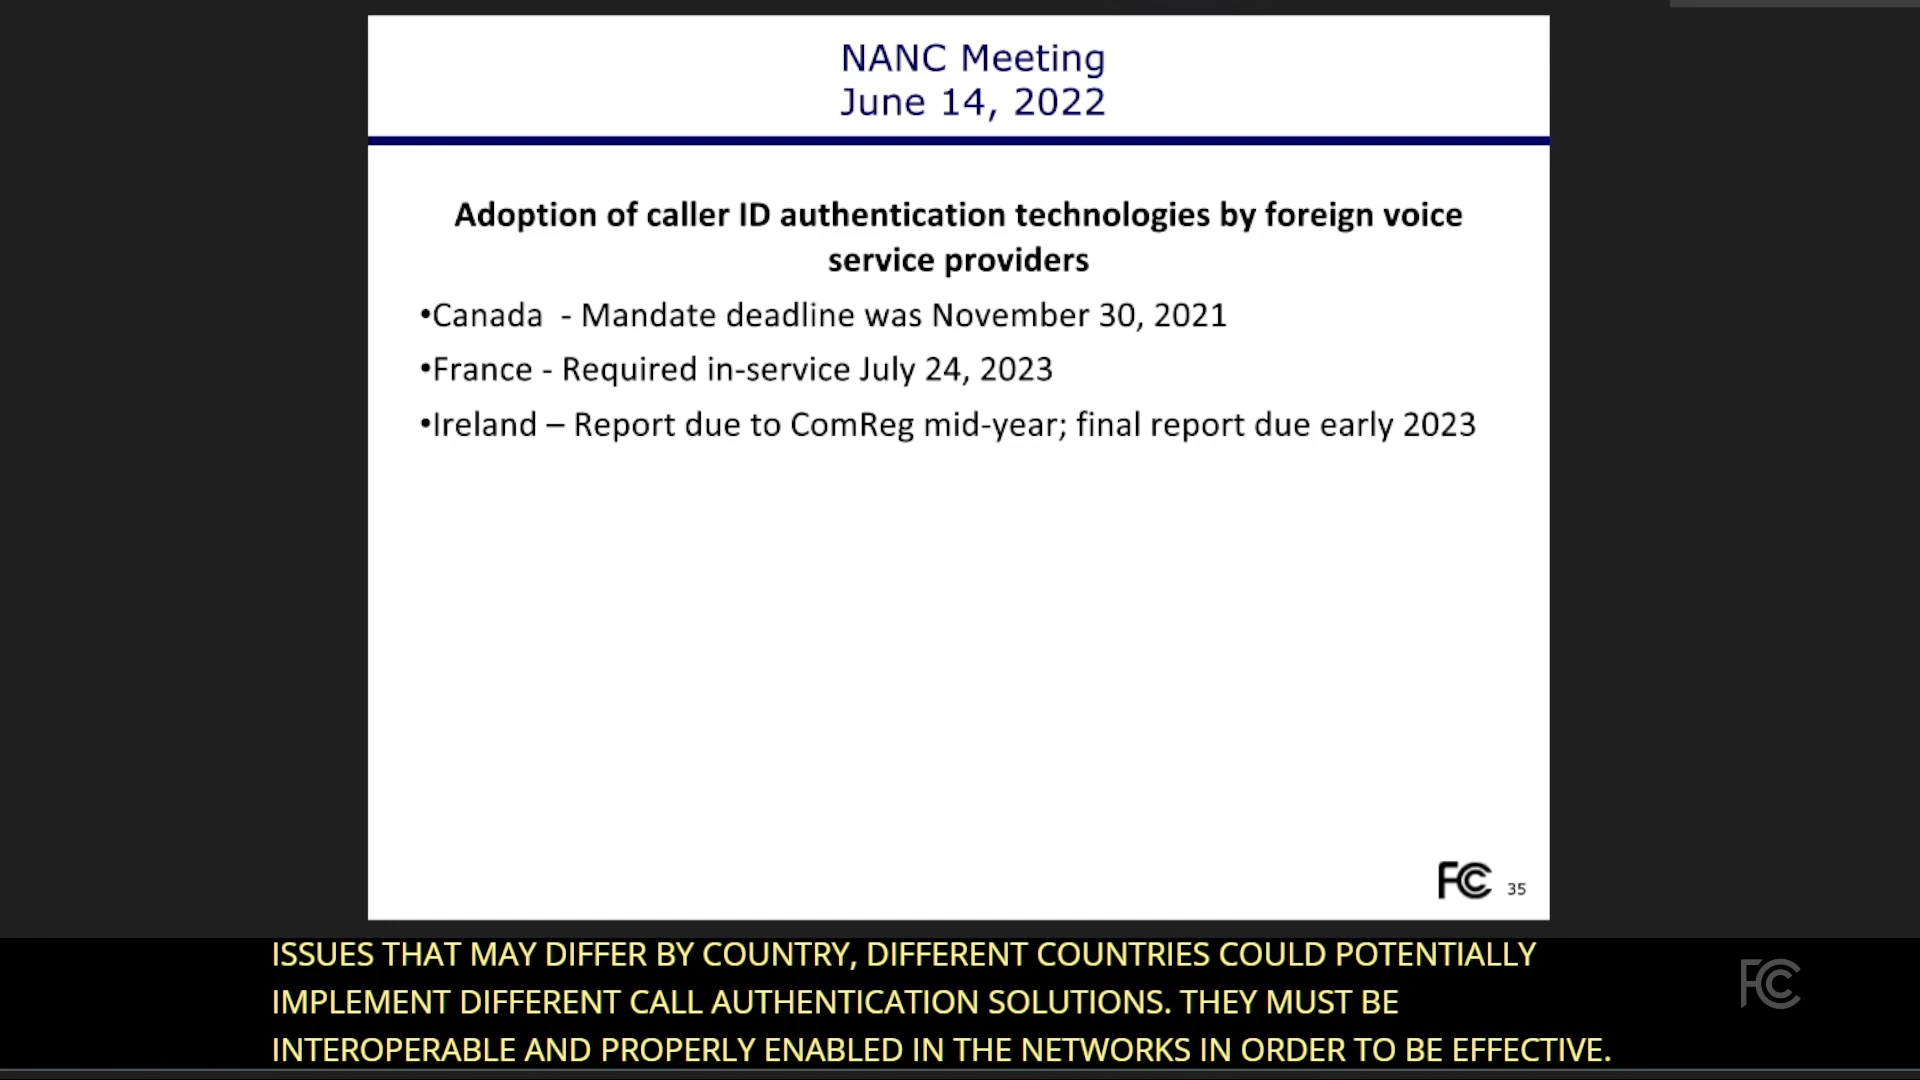 NANC Meeting
June 14, 2022
Adoption of caller ID authentication technologies by foreign voice
service providers
•Canada  - Mandate deadline was November 30, 2021
•France - Required in-service July 24, 2023
•Ireland – Report due to ComReg mid-year; final report due early 2023
FCC 35
ISSUES THAT MAY DIFFER BY COUNTRY, DIFFERENT COUNTRIES COULD POTENTIALLY
IMPLEMENT DIFFERENT CALL AUTHENTICATION SOLUTIONS. THEY MUST BE
INTEROPERABLE AND PROPERLY ENABLED IN THE NETWORKS IN ORDER TO BE EFFECTIVE.
FCC